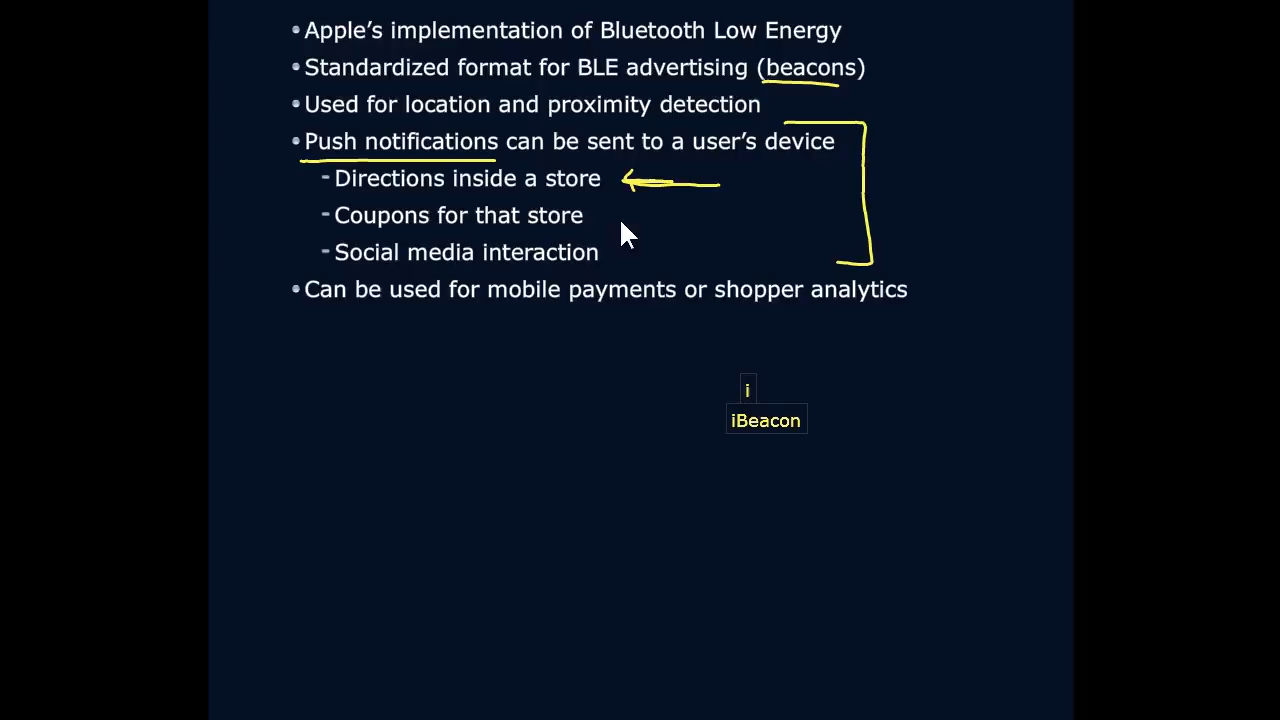 •Apple’s implementation of Bluetooth Low Energy
•Standardized format for BLE advertising (beacons)
•Used for location and proximity detection
•Push notifications can be sent to a user’s device
-Directions inside a store
-Coupons for that store
-Social media interaction
•Can be used for mobile payments or shopper analytics
i
iBeacon